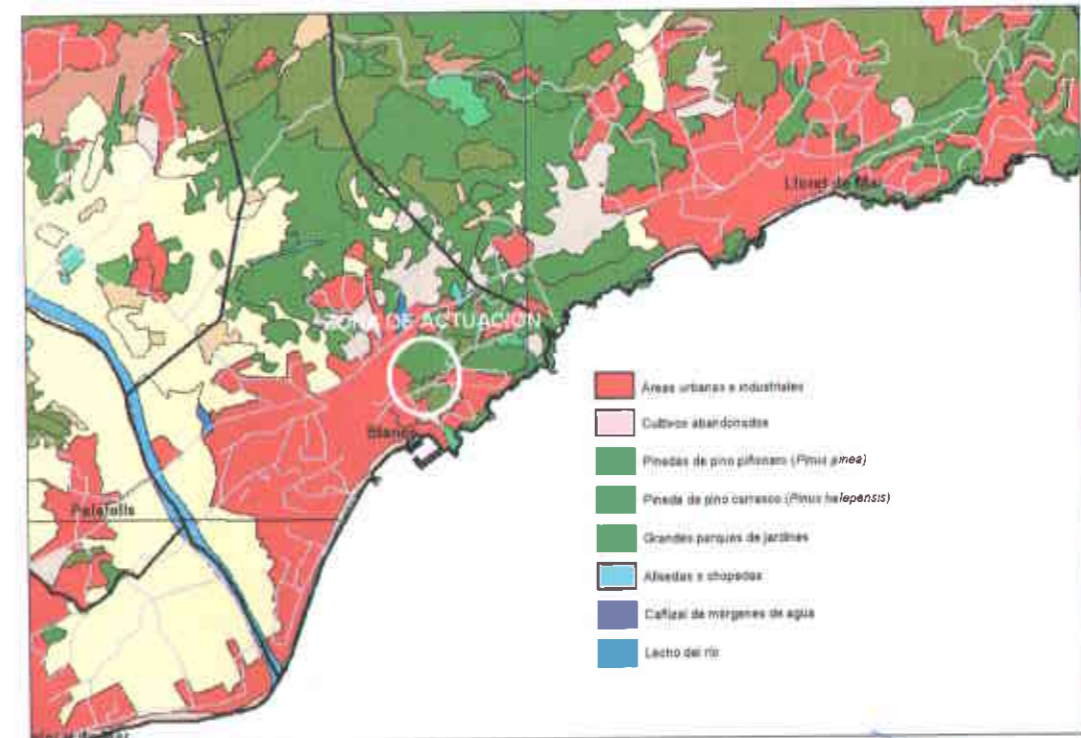 Lloret de Mar
ZONA DE ACTUACIÓN
Blanes
Palafolls
Áreas urbanas e industriales
Cultivos abandonados
Pinedas de pino piñonero (Pinus pinea)
Pineda de pino carrasco (Pinus halepensis)
Grandes parques de jardines
Alisedas o chopedas
Cañizal de márgenes de agua
Lecho del río